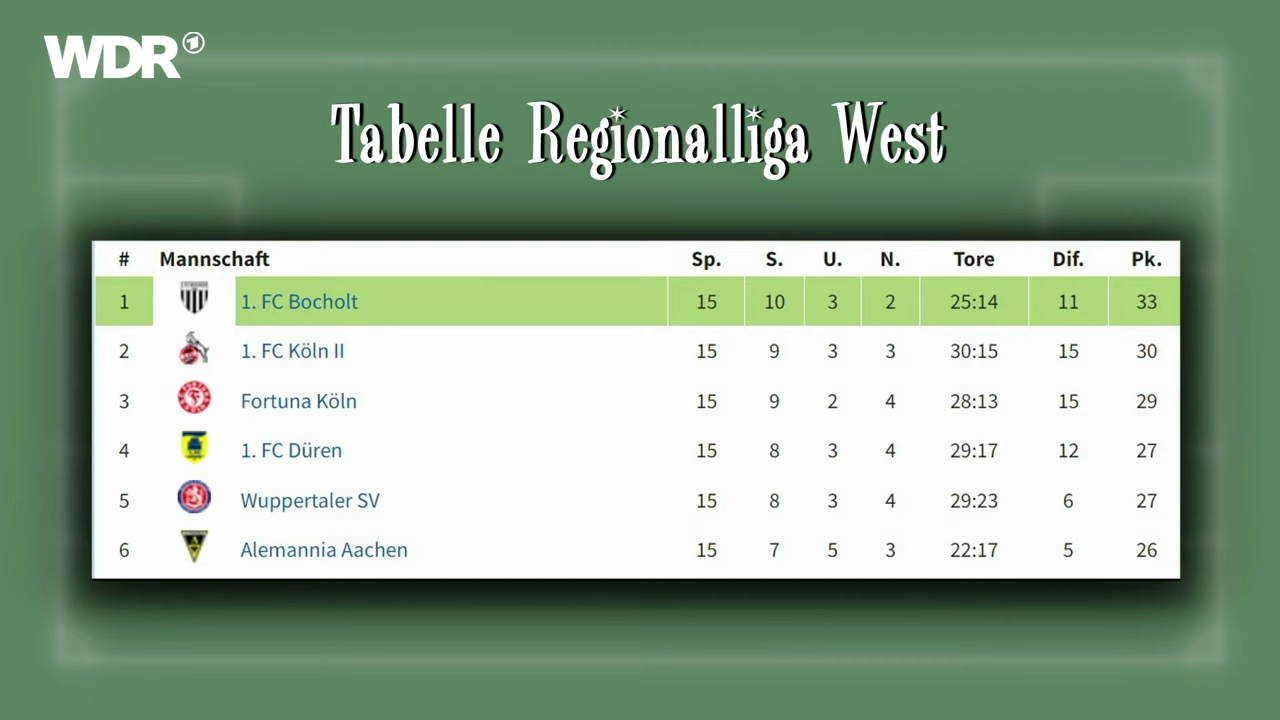 WDR
Tabelle Regionalliga West
# Mannschaft Sp. S. U. N. Tore Dif. Pk.
1 1. FC Bocholt 15 10 3 2 25:14 11 33
2 1. FC Köln II 15 9 3 3 30:15 15 30
3 Fortuna Köln 15 9 2 4 28:13 15 29
4 1. FC Düren 15 8 3 4 29:17 12 27
5 Wuppertaler SV 15 8 3 4 29:23 6 27
6 Alemannia Aachen 15 7 5 3 22:17 5 26